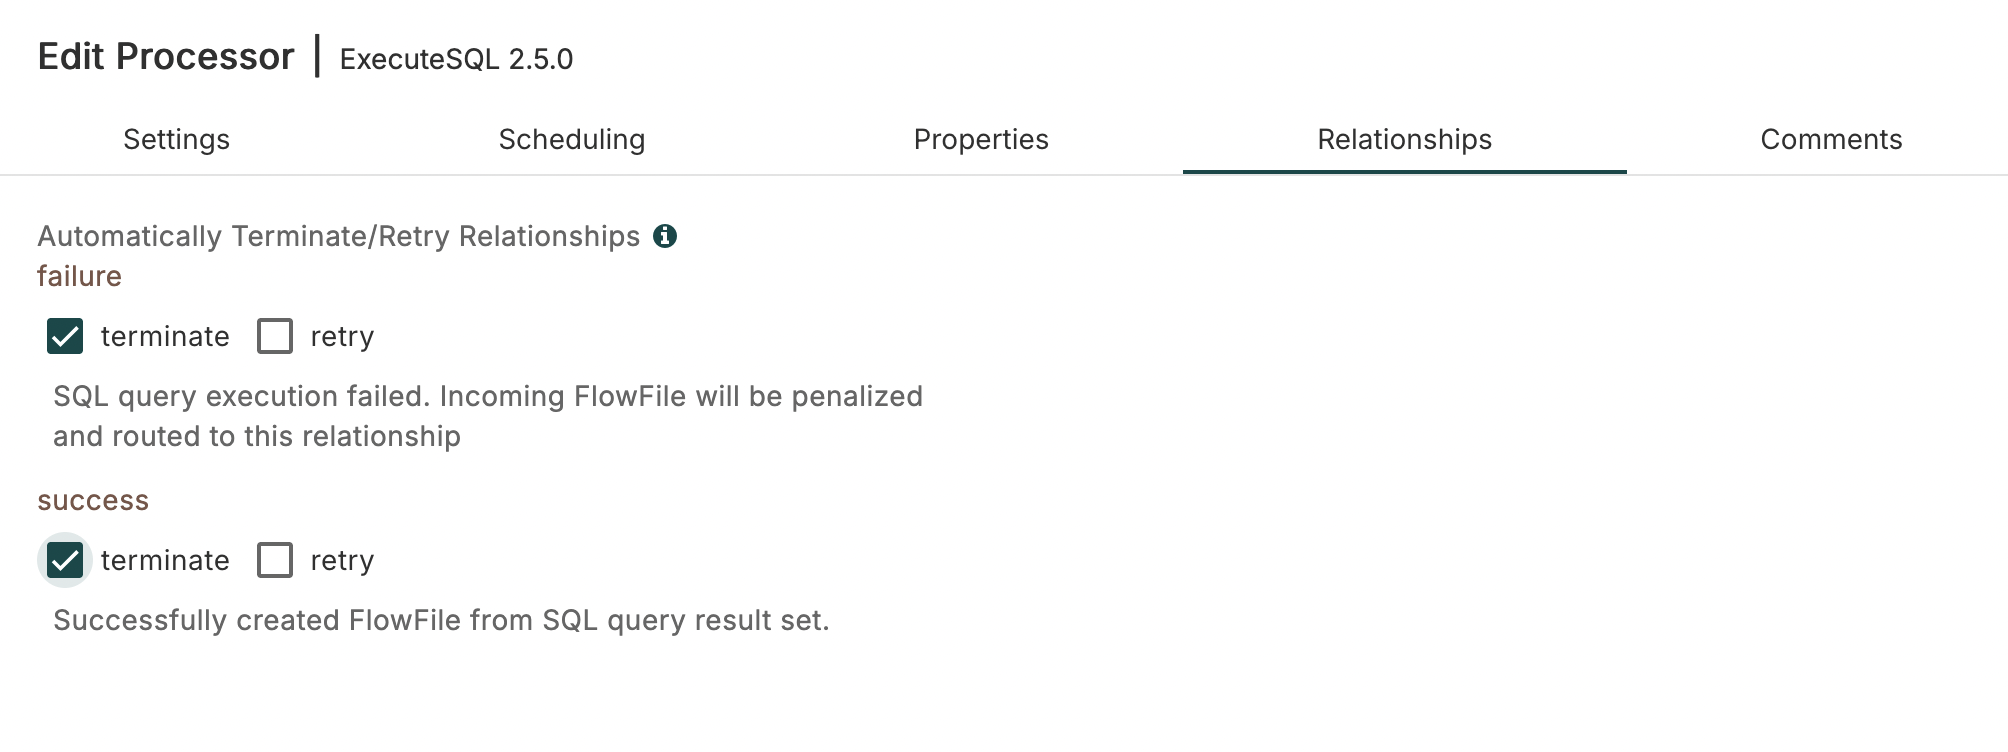 Edit Processor | ExecuteSQL 2.5.0
Settings Scheduling Properties Relationships Comments
Automatically Terminate/Retry Relationships
failure
terminate retry
SQL query execution failed. Incoming FlowFile will be penalized
and routed to this relationship
success
terminate retry
Successfully created FlowFile from SQL query result set.